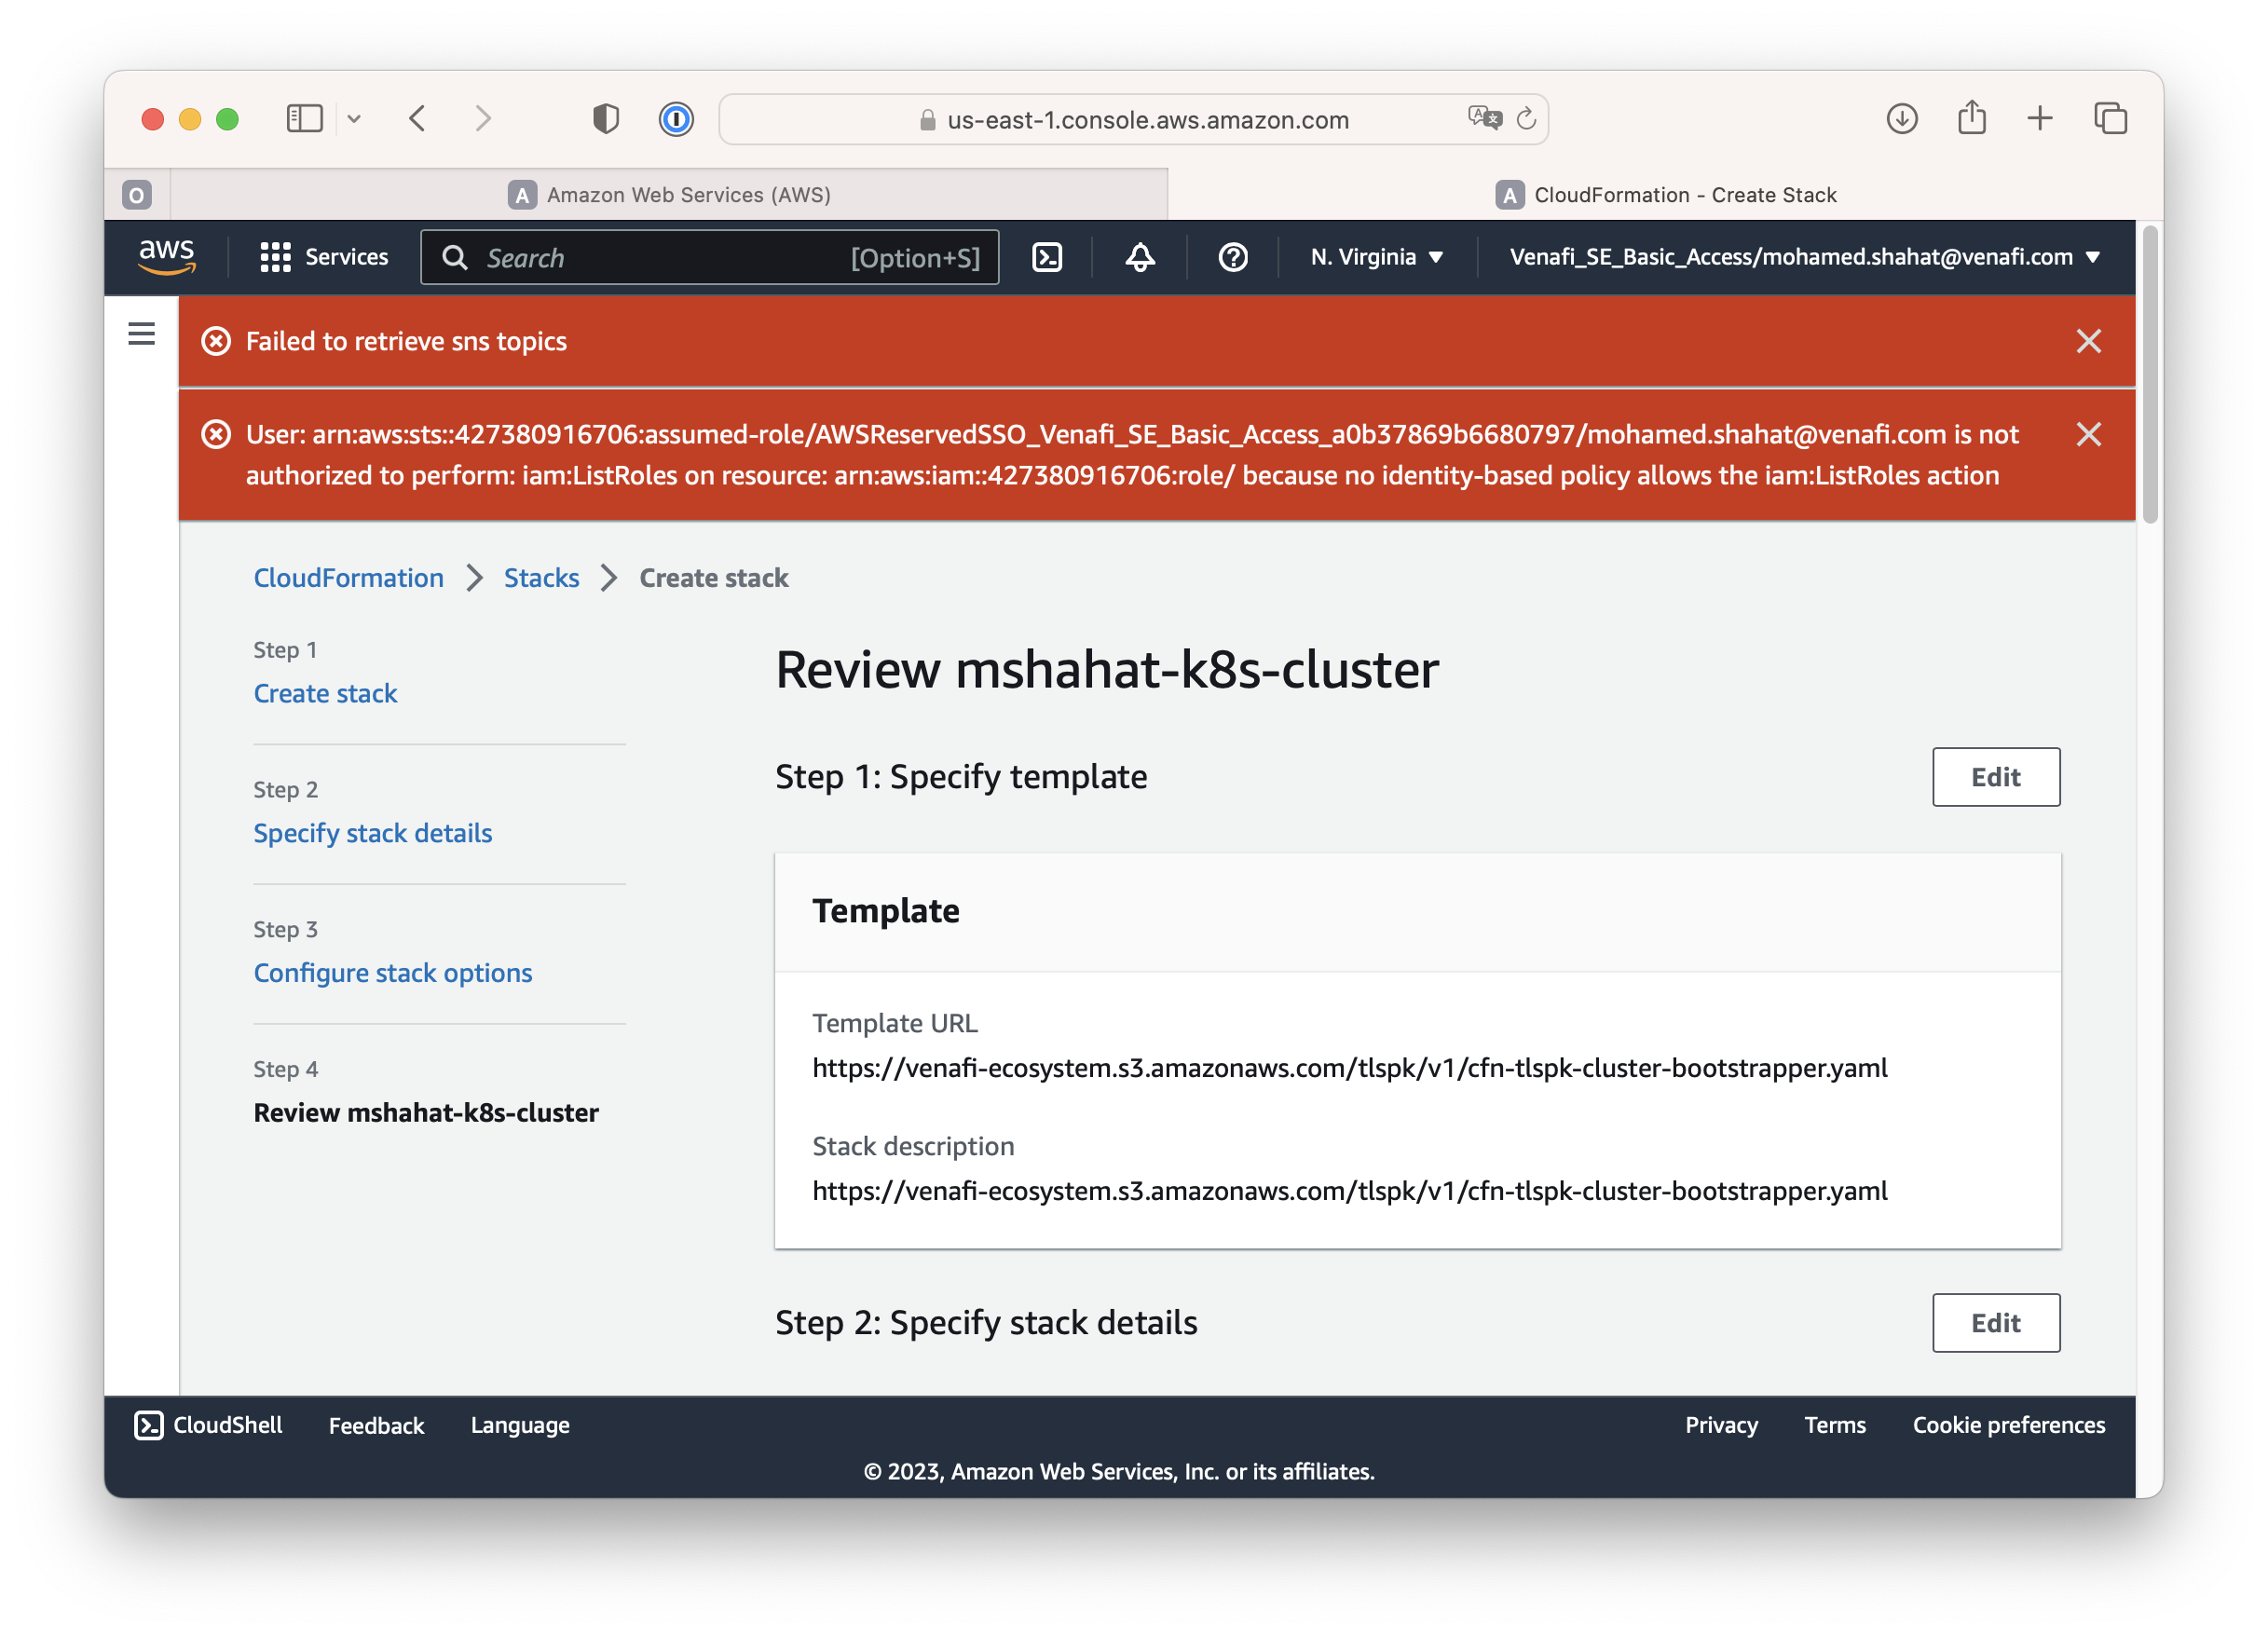 us-east-1.console.aws.amazon.com
O
A Amazon Web Services (AWS)
A CloudFormation - Create Stack
aws
Services
Search [Option+S]
N. Virginia
Venafi_SE_Basic_Access/mohamed.shahat@venafi.com
Failed to retrieve sns topics
User: arn:aws:sts::427380916706:assumed-role/AWSReservedSSO_Venafi_SE_Basic_Access_a0b37869b6680797/mohamed.shahat@venafi.com is not
authorized to perform: iam:ListRoles on resource: arn:aws:iam::427380916706:role/ because no identity-based policy allows the iam:ListRoles action
CloudFormation
Stacks
Create stack
Step 1
Create stack
Step 2
Specify stack details
Step 3
Configure stack options
Step 4
Review mshahat-k8s-cluster
Review mshahat-k8s-cluster
Step 1: Specify template
Edit
Template
Template URL
https://venafi-ecosystem.s3.amazonaws.com/tlspk/v1/cfn-tlspk-cluster-bootstrapper.yaml
Stack description
https://venafi-ecosystem.s3.amazonaws.com/tlspk/v1/cfn-tlspk-cluster-bootstrapper.yaml
Step 2: Specify stack details
Edit
CloudShell
Feedback
Language
Privacy
Terms
Cookie preferences
© 2023, Amazon Web Services, Inc. or its affiliates.